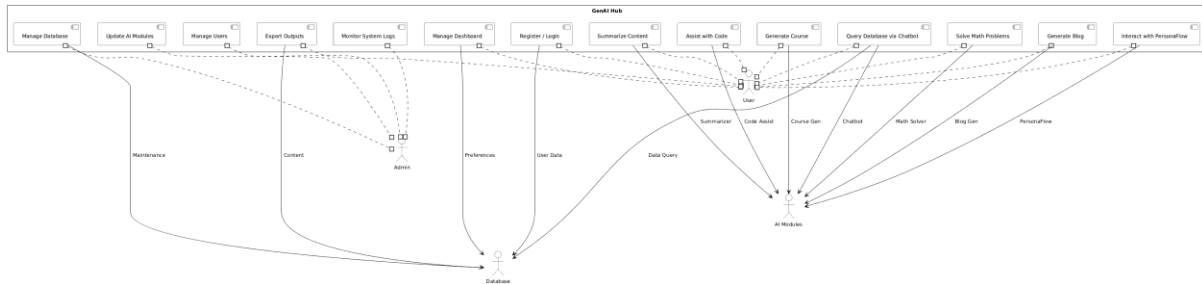 GenAI Hub
Manage Database
Update AI Modules
Manage Users
Export Outputs
Monitor System Logs
Manage Dashboard
Register / Login
Summarize Content
Assist with Code
Generate Course
Query Database via Chatbot
Solve Math Problems
Generate Blog
Interact with PersonaFlow
User
Summarizer
Code Assist
Course Gen
Chatbot
Math Solver
Blog Gen
PersonaFlow
Maintenance
Content
Preferences
User Data
Data Query
Admin
AI Modules
Database